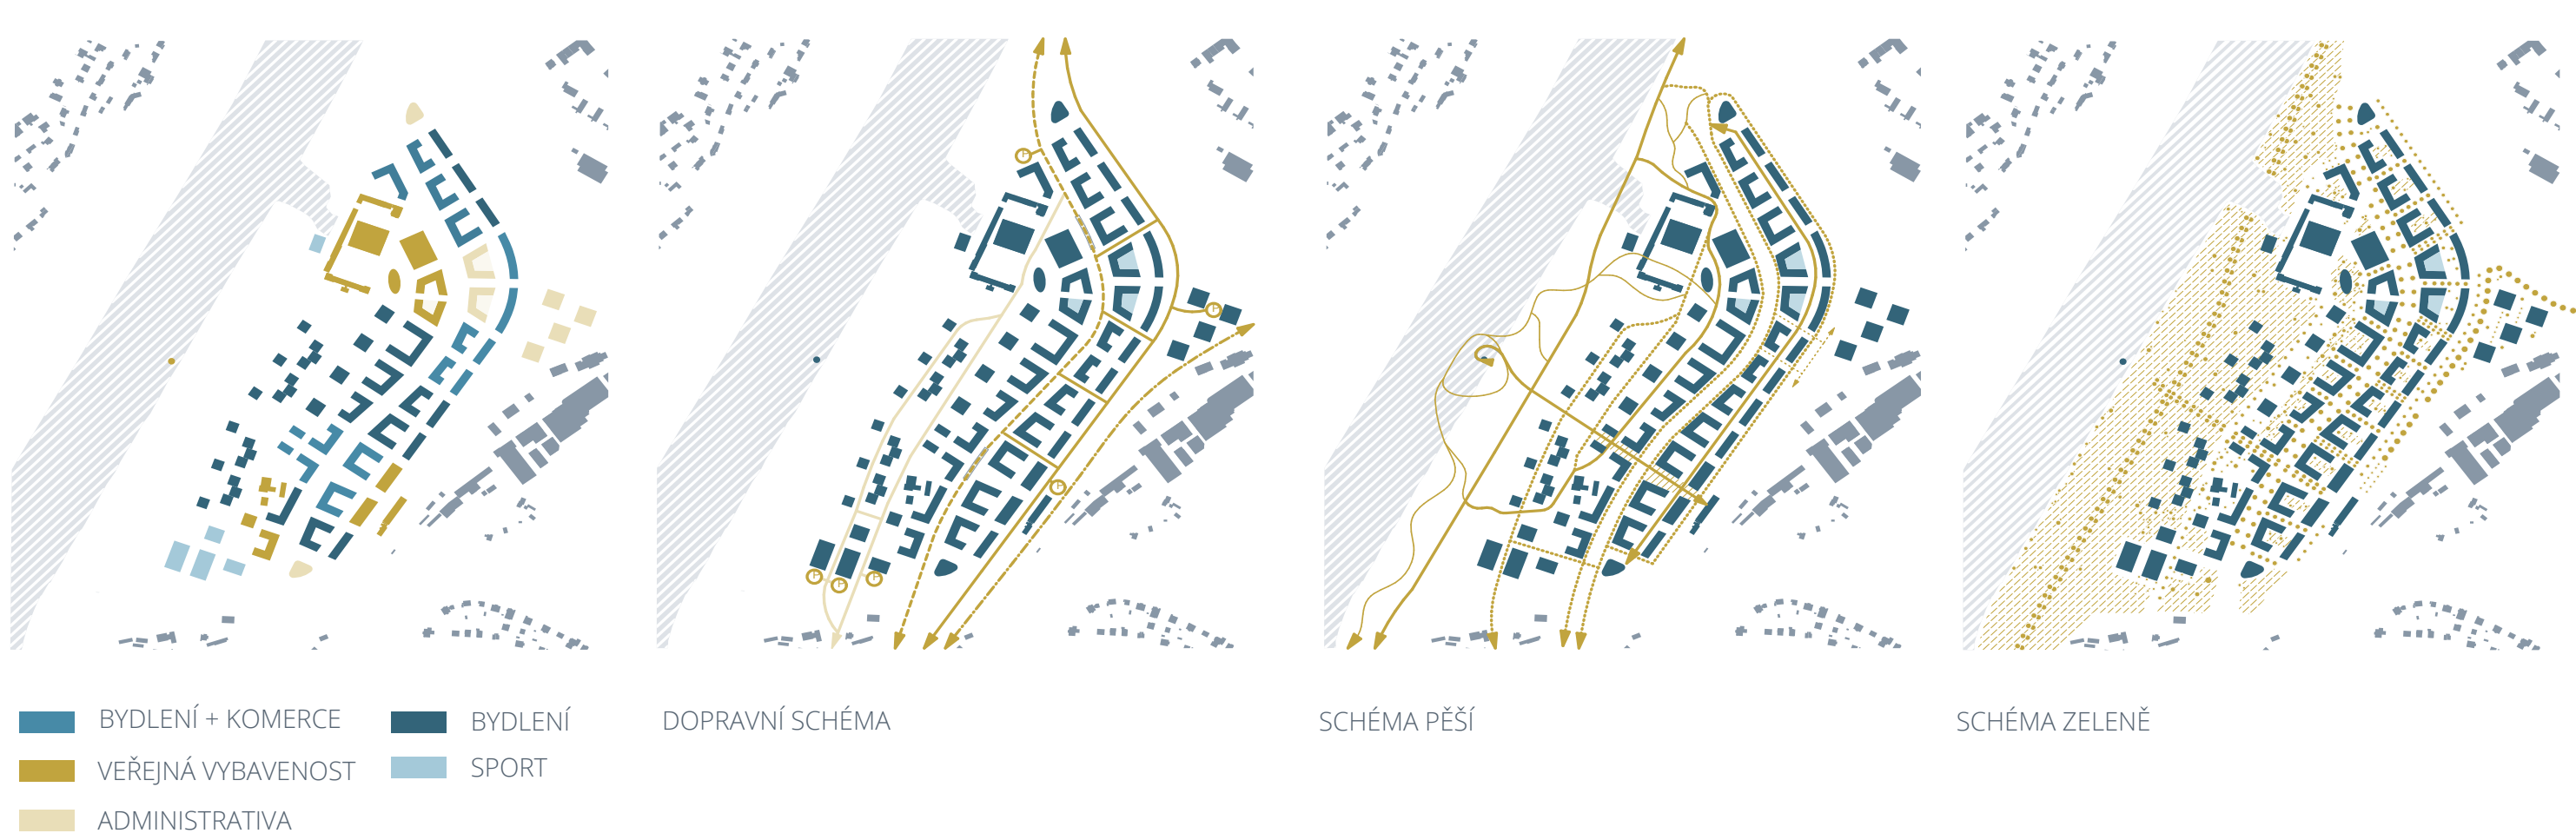 BYDLENÍ + KOMERCE
VEŘEJNÁ VYBAVENOST
ADMINISTRATIVA
BYDLENÍ
SPORT
DOPRAVNÍ SCHÉMA
SCHÉMA PĚŠÍ
SCHÉMA ZELENĚ